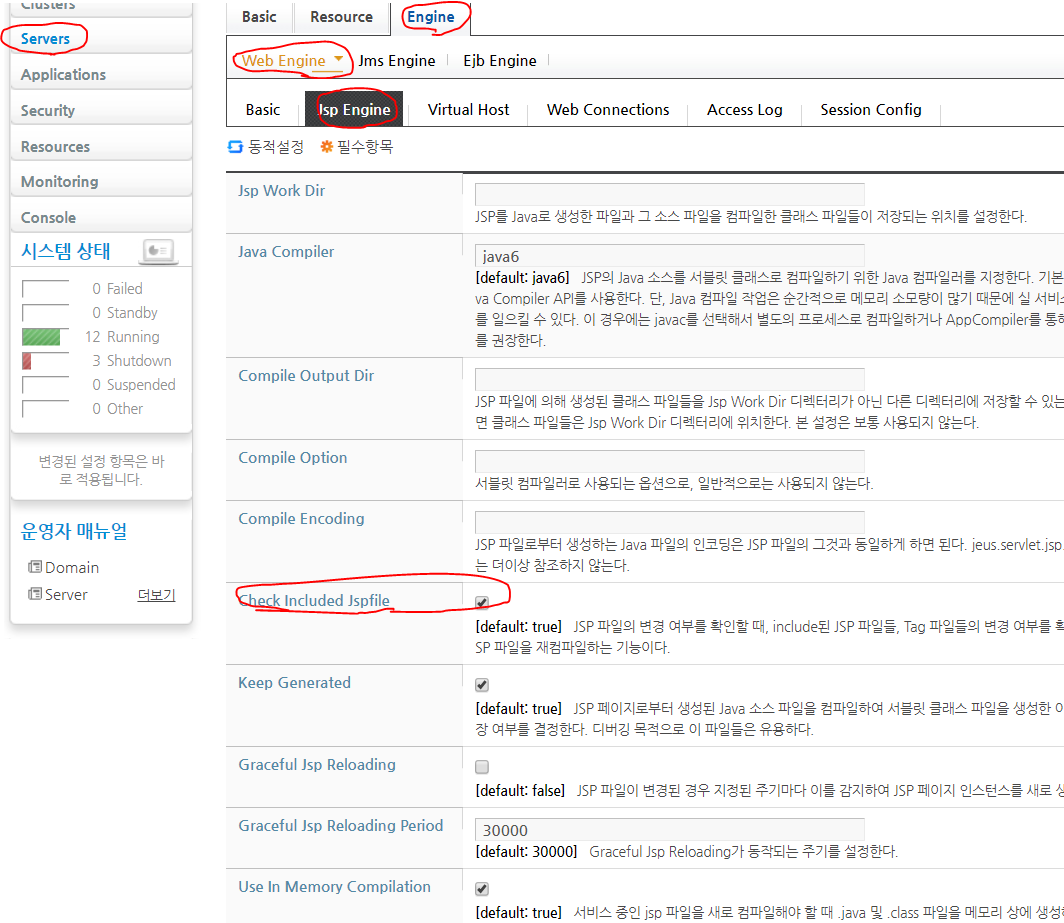 Clusters
Servers
Applications
Security
Resources
Monitoring
Console
시스템 상태
0 Failed
0 Standby
12 Running
3 Shutdown
0 Suspended
0 Other
변경된 설정 항목은 바
로 적용됩니다.
운영자 매뉴얼
Domain
Server 더보기
Basic Resource Engine
Web Engine Jms Engine Ejb Engine
Basic Jsp Engine Virtual Host Web Connections Access Log Session Config
동적설정 필수항목
Jsp Work Dir
JSP를 Java로 생성한 파일과 그 소스 파일을 컴파일한 클래스 파일들이 저장되는 위치를 설정한다.
Java Compiler
java6
[default: java6] JSP의 Java 소스를 서블릿 클래스로 컴파일하기 위한 Java 컴파일러를 지정한다. 기본
va Compiler API를 사용한다. 단, Java 컴파일 작업은 순간적으로 메모리 소모량이 많기 때문에 실 서비스
를 일으킬 수 있다. 이 경우에는 javac를 선택해서 별도의 프로세스로 컴파일하거나 AppCompiler를 통해
를 권장한다.
Compile Output Dir
JSP 파일에 의해 생성된 클래스 파일들을 Jsp Work Dir 디렉터리가 아닌 다른 디렉터리에 저장할 수 있는
면 클래스 파일들은 Jsp Work Dir 디렉터리에 위치한다. 본 설정은 보통 사용되지 않는다.
Compile Option
서블릿 컴파일러로 사용되는 옵션으로, 일반적으로는 사용되지 않는다.
Compile Encoding
JSP 파일로부터 생성하는 Java 파일의 인코딩은 JSP 파일의 그것과 동일하게 하면 된다. jeus.servlet.jsp.
는 더이상 참조하지 않는다.
Check Included Jspfile
[default: true] JSP 파일의 변경 여부를 확인할 때, include된 JSP 파일들, Tag 파일들의 변경 여부를 확
SP 파일을 재컴파일하는 기능이다.
Keep Generated
[default: true] JSP 페이지로부터 생성된 Java 소스 파일을 컴파일하여 서블릿 클래스 파일을 생성한 이
장 여부를 결정한다. 디버깅 목적으로 이 파일들은 유용하다.
Graceful Jsp Reloading
[default: false] JSP 파일이 변경된 경우 지정된 주기마다 이를 감지하여 JSP 페이지 인스턴스를 새로 생
Graceful Jsp Reloading Period
30000
[default: 30000] Graceful Jsp Reloading가 동작되는 주기를 설정한다.
Use In Memory Compilation
[default: true] 서비스 중인 jsp 파일을 새로 컴파일해야 할 때 .java 및 .class 파일을 메모리 상에 생성